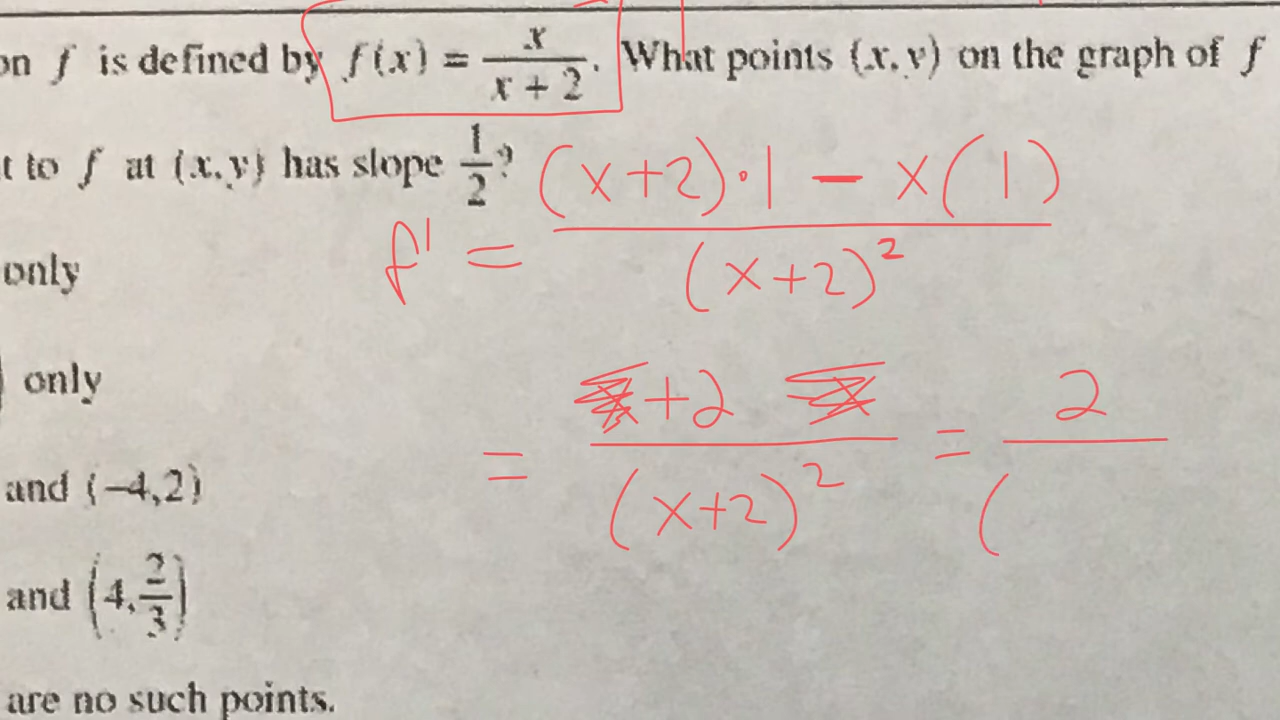 on f is defined by f(x) = x/(x + 2). What points (x, y) on the graph of f
t to f at (x, y) has slope 1/2?
f' = ((x+2)·1 − x(1))/(x+2)²
only
) only
= (x+2 x)/(x+2)² = 2/(
and (−4,2)
and (4, 2/3)
are no such points.